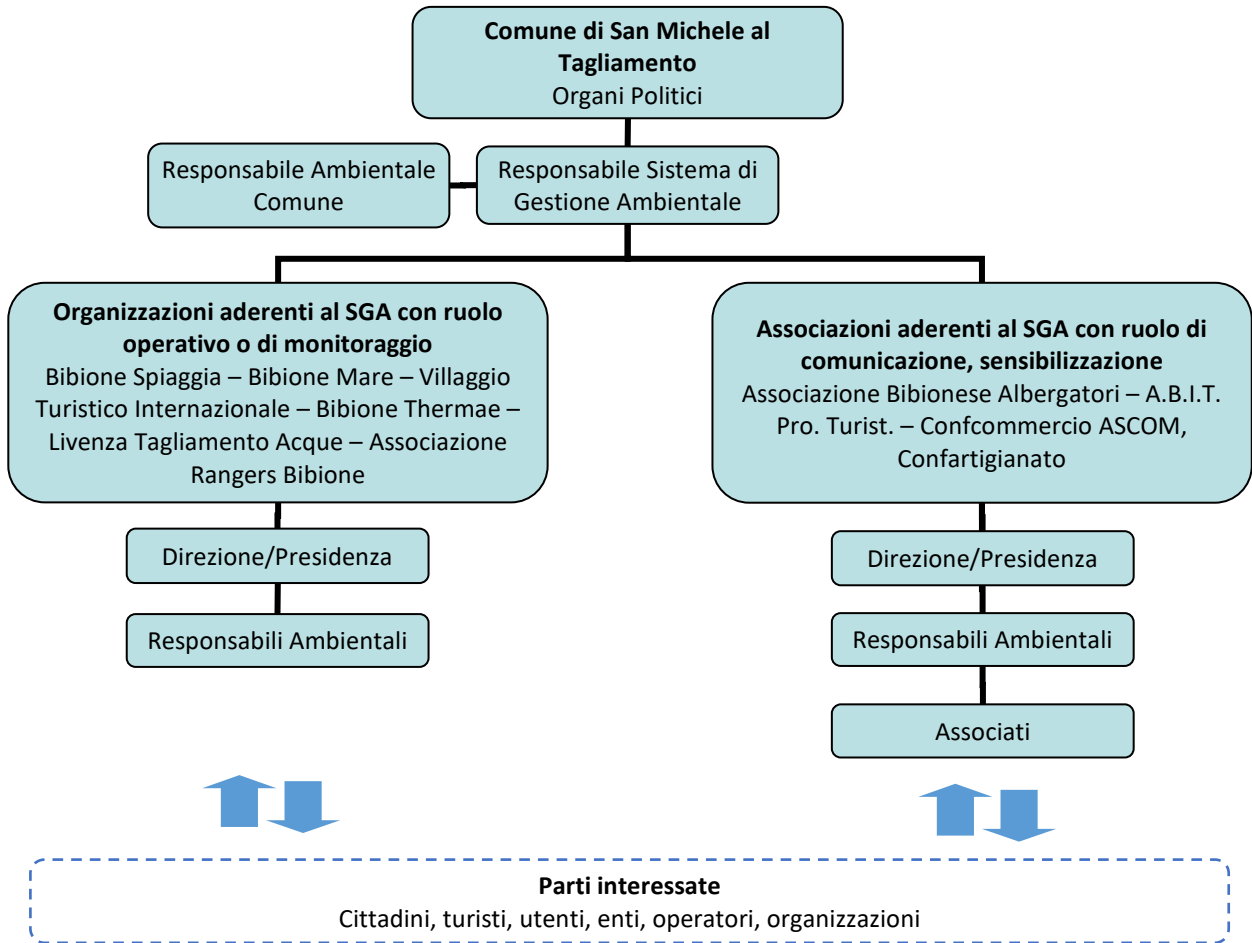 Comune di San Michele al
Tagliamento
Organi Politici
Responsabile Ambientale
Comune
Responsabile Sistema di
Gestione Ambientale
Organizzazioni aderenti al SGA con ruolo
operativo o di monitoraggio
Bibione Spiaggia – Bibione Mare – Villaggio
Turistico Internazionale – Bibione Thermae –
Livenza Tagliamento Acque – Associazione
Rangers Bibione
Direzione/Presidenza
Responsabili Ambientali
Associazioni aderenti al SGA con ruolo di
comunicazione, sensibilizzazione
Associazione Bibionese Albergatori – A.B.I.T.
Pro. Turist. – Confcommercio ASCOM,
Confartigianato
Direzione/Presidenza
Responsabili Ambientali
Associati
Parti interessate
Cittadini, turisti, utenti, enti, operatori, organizzazioni